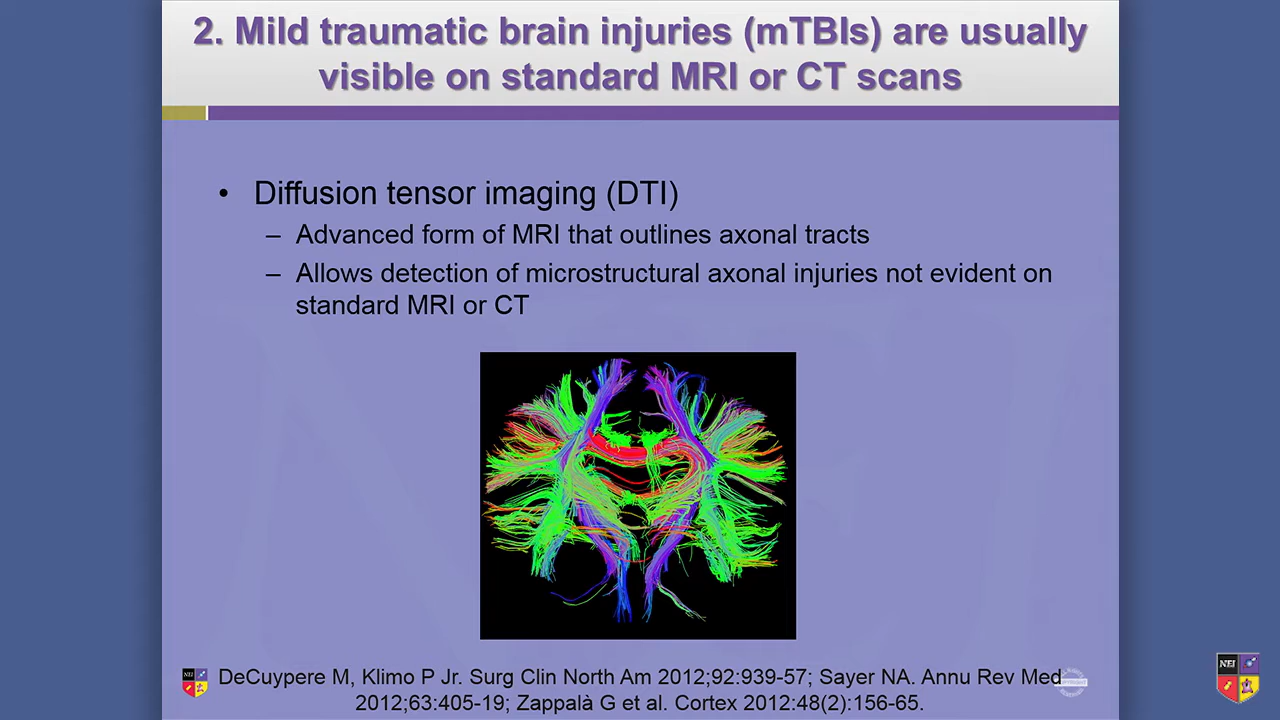 2. Mild traumatic brain injuries (mTBIs) are usually
visible on standard MRI or CT scans
• Diffusion tensor imaging (DTI)
– Advanced form of MRI that outlines axonal tracts
– Allows detection of microstructural axonal injuries not evident on
standard MRI or CT
NEI
DeCuypere M, Klimo P Jr. Surg Clin North Am 2012;92:939-57; Sayer NA. Annu Rev Med
2012;63:405-19; Zappalà G et al. Cortex 2012:48(2):156-65.
NEI